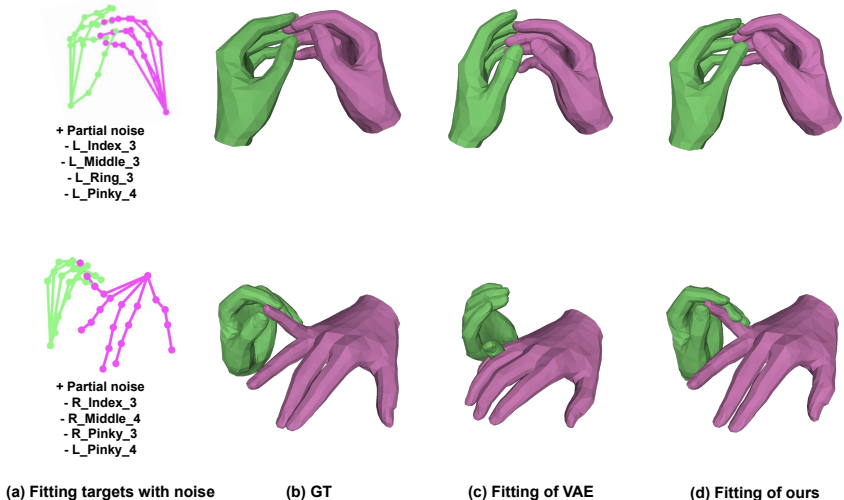 + Partial noise
- L_Index_3
- L_Middle_3
- L_Ring_3
- L_Pinky_4
+ Partial noise
- R_Index_3
- R_Middle_4
- R_Pinky_3
- L_Pinky_4
(a) Fitting targets with noise (b) GT (c) Fitting of VAE (d) Fitting of ours